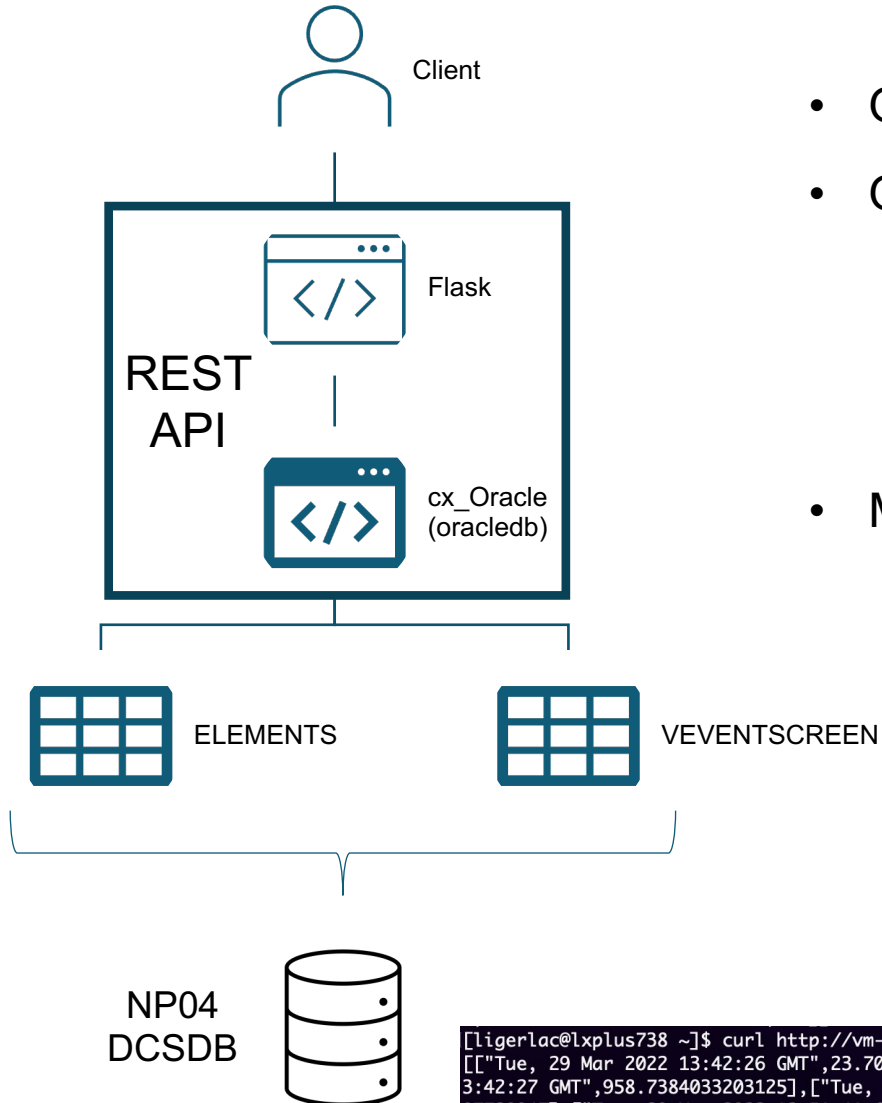 Client
Flask
REST
API
cx_Oracle
(oracledb)
ELEMENTS
VEVENTSCREEN
NP04
DCSDB
[ligerlac@lxplus738 ~]$ curl http://vm-
[["Tue, 29 Mar 2022 13:42:26 GMT",23.70
3:42:27 GMT",958.7384033203125],["Tue,